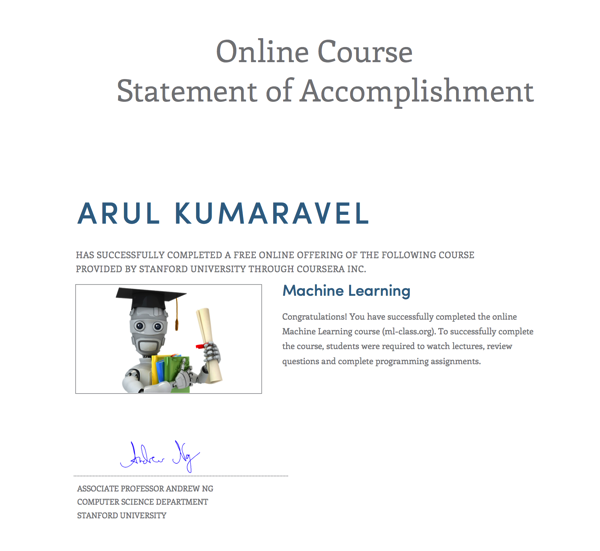 Online Course
Statement of Accomplishment
ARUL KUMARAVEL
HAS SUCCESSFULLY COMPLETED A FREE ONLINE OFFERING OF THE FOLLOWING COURSE
PROVIDED BY STANFORD UNIVERSITY THROUGH COURSERA INC.
Machine Learning
Congratulations! You have successfully completed the online
Machine Learning course (ml-class.org). To successfully complete
the course, students were required to watch lectures, review
questions and complete programming assignments.
Andrew Ng
ASSOCIATE PROFESSOR ANDREW NG
COMPUTER SCIENCE DEPARTMENT
STANFORD UNIVERSITY